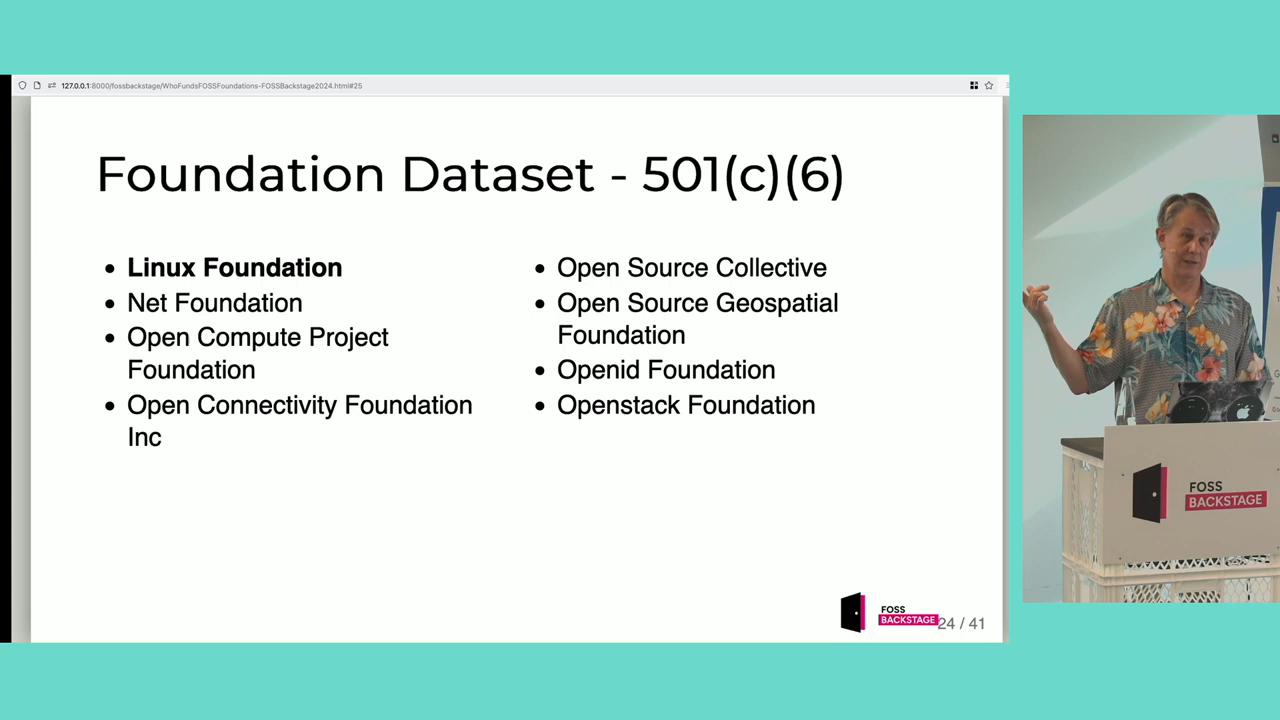 127.0.0.1:8000/fossbackstage/WhoFundsFOSSFoundations-FOSSBackstage2024.html#25
Foundation Dataset - 501(c)(6)
• Linux Foundation
• Net Foundation
• Open Compute Project
Foundation
• Open Connectivity Foundation
Inc
• Open Source Collective
• Open Source Geospatial
Foundation
• Openid Foundation
• Openstack Foundation
FOSS
BACKSTAGE
24 / 41
FOSS
BACKSTAGE